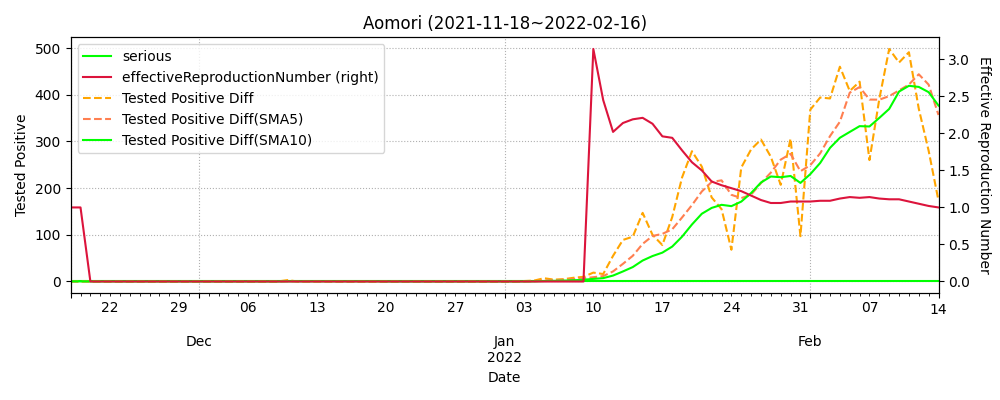 Aomori (2021-11-18~2022-02-16)
serious
effectiveReproductionNumber (right)
Tested Positive Diff
Tested Positive Diff(SMA5)
Tested Positive Diff(SMA10)
Tested Positive
500
400
300
200
100
0
3.0
2.5
2.0
1.5
1.0
0.5
0.0
Effective Reproduction Number
22 29 06 13 20 27 03 10 17 24 31 07 14
Dec Jan Feb
2022
Date